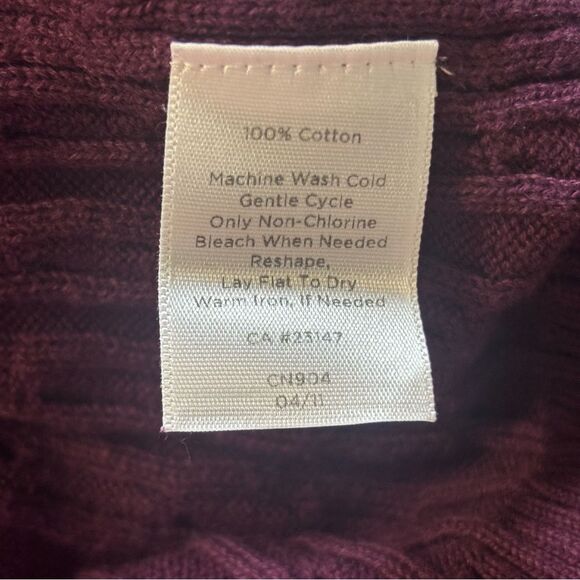 100% Cotton
Machine Wash Cold
Gentle Cycle
Only Non-Chlorine
Bleach When Needed
Reshape,
Lay Flat To Dry
Warm Iron, If Needed
CA #23147
CN904
04/11